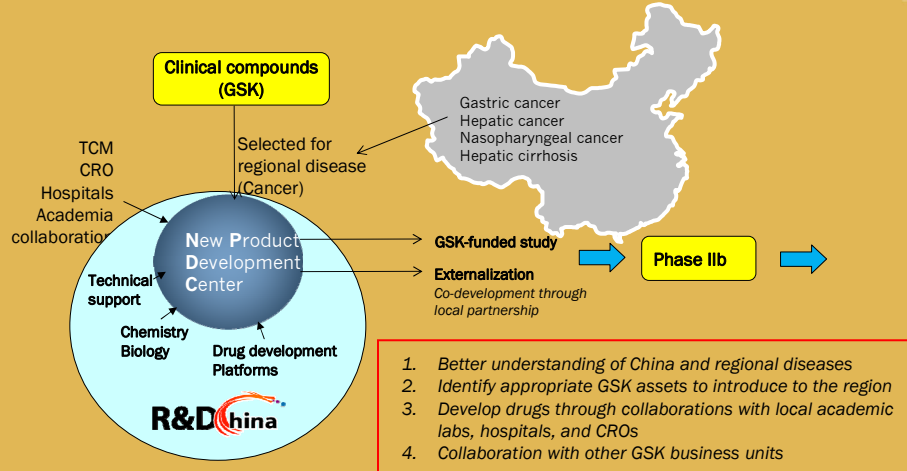 Clinical compounds
(GSK)
Gastric cancer
Hepatic cancer
Nasopharyngeal cancer
Hepatic cirrhosis
Selected for
regional disease
(Cancer)
TCM
CRO
Hospitals
Academia
collaboration
New Product
Development
Center
GSK-funded study
Externalization
Co-development through
local partnership
Phase IIb
Technical
support
Chemistry
Biology
Drug development
Platforms
R&D China
1. Better understanding of China and regional diseases
2. Identify appropriate GSK assets to introduce to the region
3. Develop drugs through collaborations with local academic
labs, hospitals, and CROs
4. Collaboration with other GSK business units